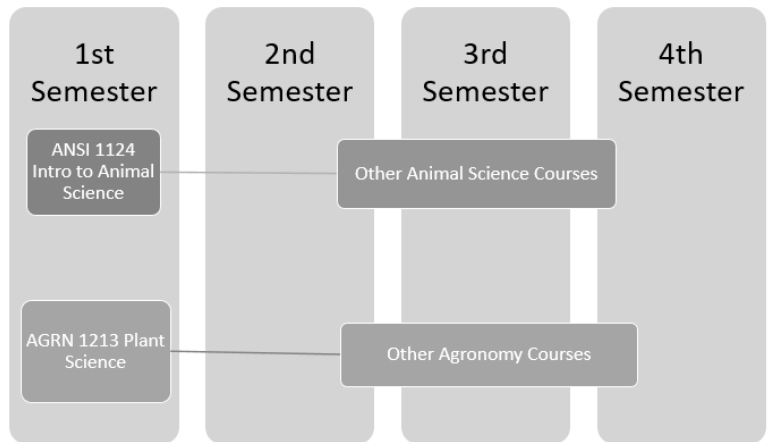 1st
Semester
2nd
Semester
3rd
Semester
4th
Semester
ANSI 1124
Intro to Animal
Science
Other Animal Science Courses
AGRN 1213 Plant
Science
Other Agronomy Courses